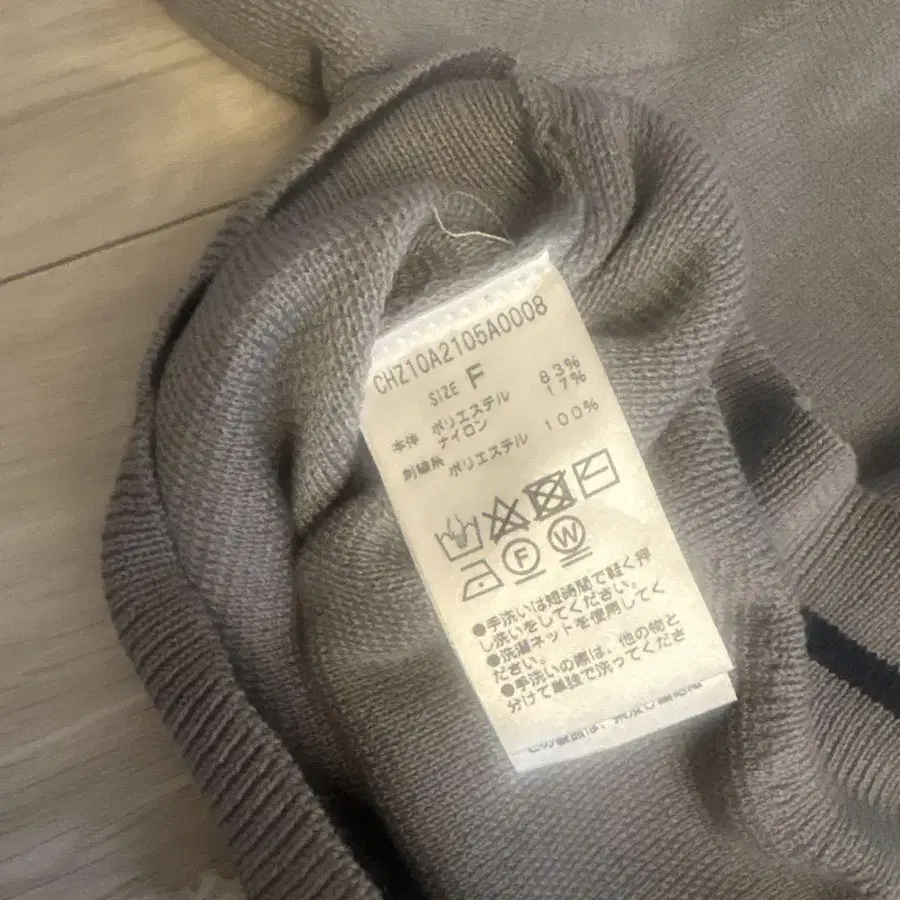 CHZ10A2105A0008
SIZE F
本体 ポリエステル 83%
ナイロン 17%
刺繍糸 ポリエステル 100%
F W
●手洗いは短時間で軽く押
し洗いをしてください。
●洗濯ネットを使用してく
ださい。
●手洗いの際は、他の物と
分けて単独で洗ってくださ